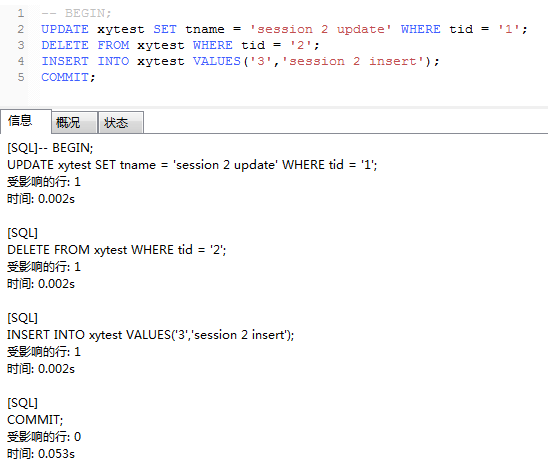 1 -- BEGIN;
2 UPDATE xytest SET tname = 'session 2 update' WHERE tid = '1';
3 DELETE FROM xytest WHERE tid = '2';
4 INSERT INTO xytest VALUES('3','session 2 insert');
5 COMMIT;
信息 概况 状态
[SQL]-- BEGIN;
UPDATE xytest SET tname = 'session 2 update' WHERE tid = '1';
受影响的行: 1
时间: 0.002s
[SQL]
DELETE FROM xytest WHERE tid = '2';
受影响的行: 1
时间: 0.002s
[SQL]
INSERT INTO xytest VALUES('3','session 2 insert');
受影响的行: 1
时间: 0.002s
[SQL]
COMMIT;
受影响的行: 0
时间: 0.053s